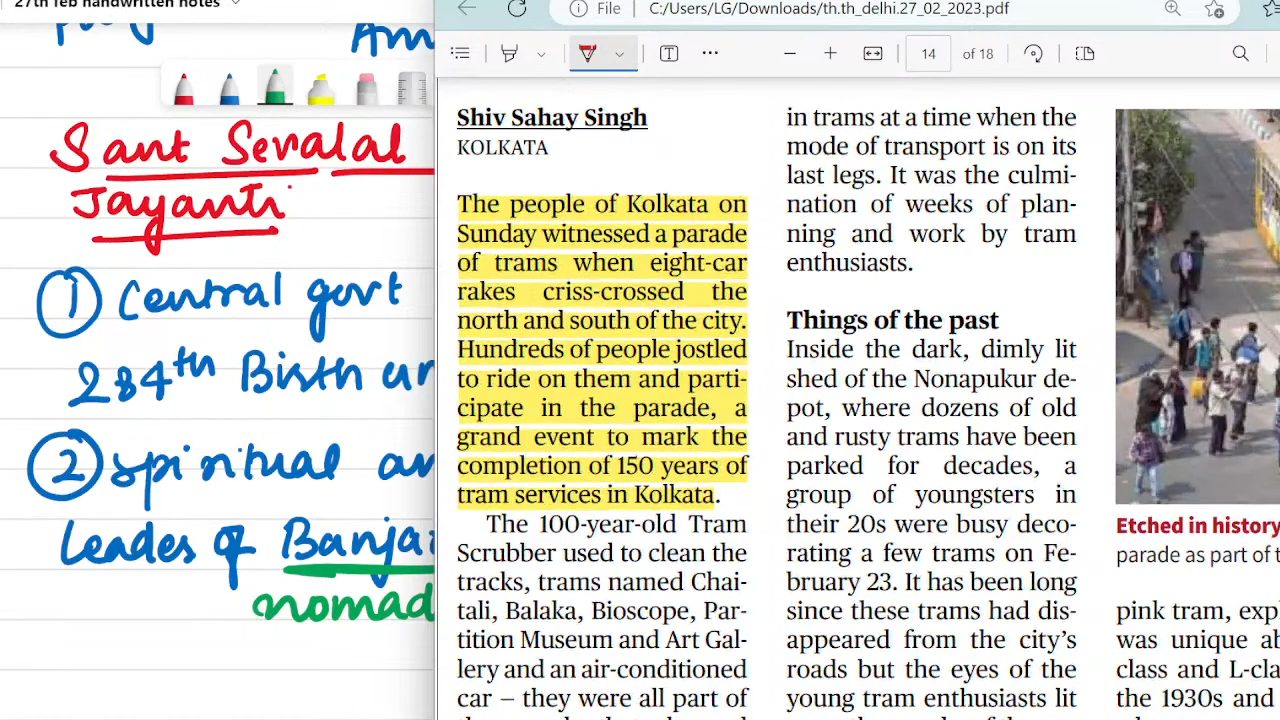 27th feb handwritten notes
Sant Sevalal
Jayanti
① Central govt
284th Birth an
② Spiritual an
leades of Banja
nomad
File
C:/Users/LG/Downloads/th.th_delhi.27_02_2023.pdf
14 of 18
Shiv Sahay Singh
KOLKATA
The people of Kolkata on
Sunday witnessed a parade
of trams when eight-car
rakes criss-crossed the
north and south of the city.
Hundreds of people jostled
to ride on them and parti-
cipate in the parade, a
grand event to mark the
completion of 150 years of
tram services in Kolkata.
The 100-year-old Tram
Scrubber used to clean the
tracks, trams named Chai-
tali, Balaka, Bioscope, Par-
tition Museum and Art Gal-
lery and an air-conditioned
car – they were all part of
in trams at a time when the
mode of transport is on its
last legs. It was the culmi-
nation of weeks of plan-
ning and work by tram
enthusiasts.
Things of the past
Inside the dark, dimly lit
shed of the Nonapukur de-
pot, where dozens of old
and rusty trams have been
parked for decades, a
group of youngsters in
their 20s were busy deco-
rating a few trams on Fe-
bruary 23. It has been long
since these trams had dis-
appeared from the city's
roads but the eyes of the
young tram enthusiasts lit
Etched in history
parade as part of t
pink tram, expl
was unique ab
class and L-cla
the 1930s and